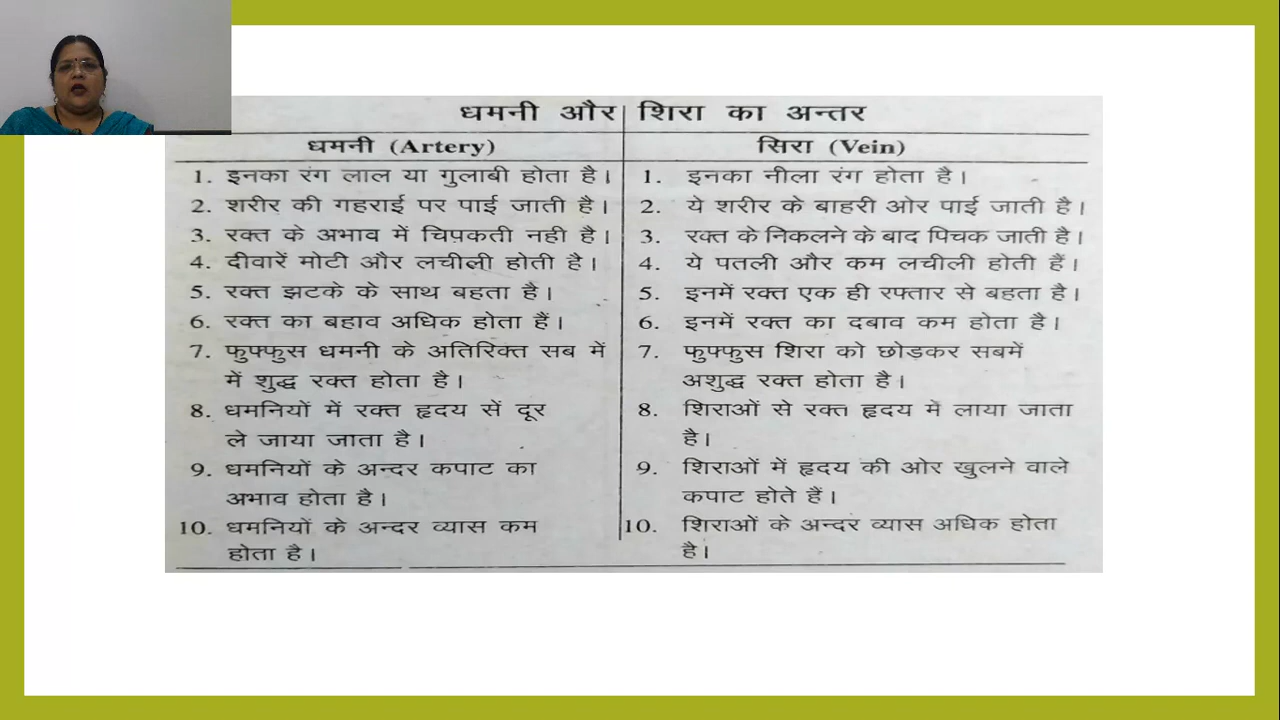 धमनी और शिरा का अन्तर
धमनी (Artery)
1. इनका रंग लाल या गुलाबी होता है।
2. शरीर की गहराई पर पाई जाती है।
3. रक्त के अभाव में चिपकती नही है।
4. दीवारें मोटी और लचीली होती है।
5. रक्त झटके के साथ बहता है।
6. रक्त का बहाव अधिक होता हैं।
7. फुफ्फुस धमनी के अतिरिक्त सब में
में शुद्ध रक्त होता है।
8. धमनियों में रक्त हृदय सें दूर
ले जाया जाता है।
9. धमनियों के अन्दर कपाट का
अभाव होता है।
10. धमनियों के अन्दर व्यास कम
होता है।
सिरा (Vein)
1. इनका नीला रंग होता है।
2. ये शरीर के बाहरी ओर पाई जाती है।
3. रक्त के निकलने के बाद पिचक जाती है।
4. ये पतली और कम लचीली होती हैं।
5. इनमें रक्त एक ही रफ्तार से बहता है।
6. इनमें रक्त का दबाव कम होता है।
7. फुफ्फुस शिरा को छोड़कर सबमें
अशुद्ध रक्त होता है।
8. शिराओं से रक्त हृदय में लाया जाता
है।
9. शिराओं में हृदय की ओर खुलने वाले
कपाट होते हैं।
10. शिराओं के अन्दर व्यास अधिक होता
है।